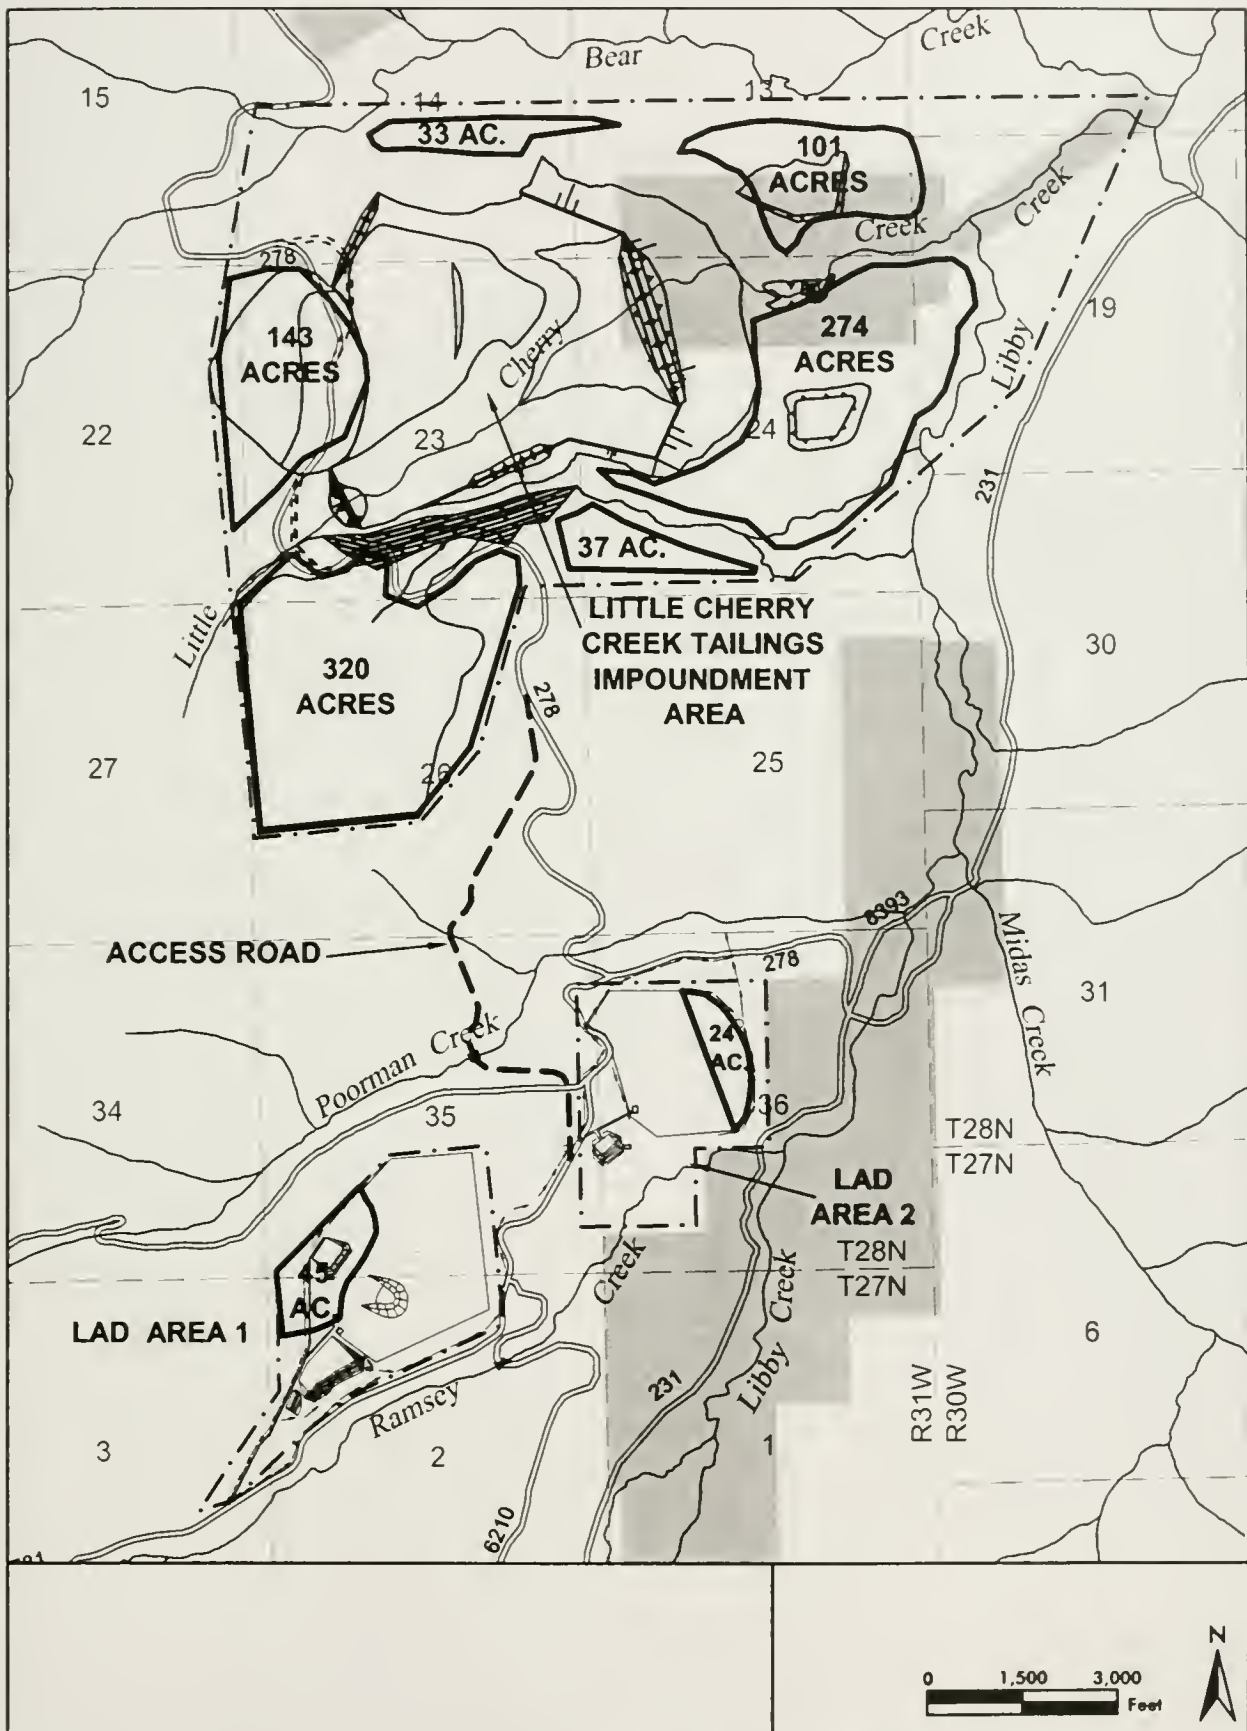 Bear
Creek
15
14
13
33 AC.
101
ACRES
Creek
Creek
278
143
ACRES
Cherry
274
ACRES
19
Libby
22
23
24
231
37 AC.
Little
LITTLE CHERRY
CREEK TAILINGS
IMPOUNDMENT
AREA
320
ACRES
30
278
27
26
25
8393
ACCESS ROAD
278
Midas Creek
31
24
AC.
Poorman Creek
34
35
36
T28N
T27N
LAD
AREA 2
T28N
T27N
Creek
45
AC.
LAD AREA 1
Libby Creek
6
231
Ramsey
R31W
R30W
3
2
1
6210
N
0 1,500 3,000
Feet